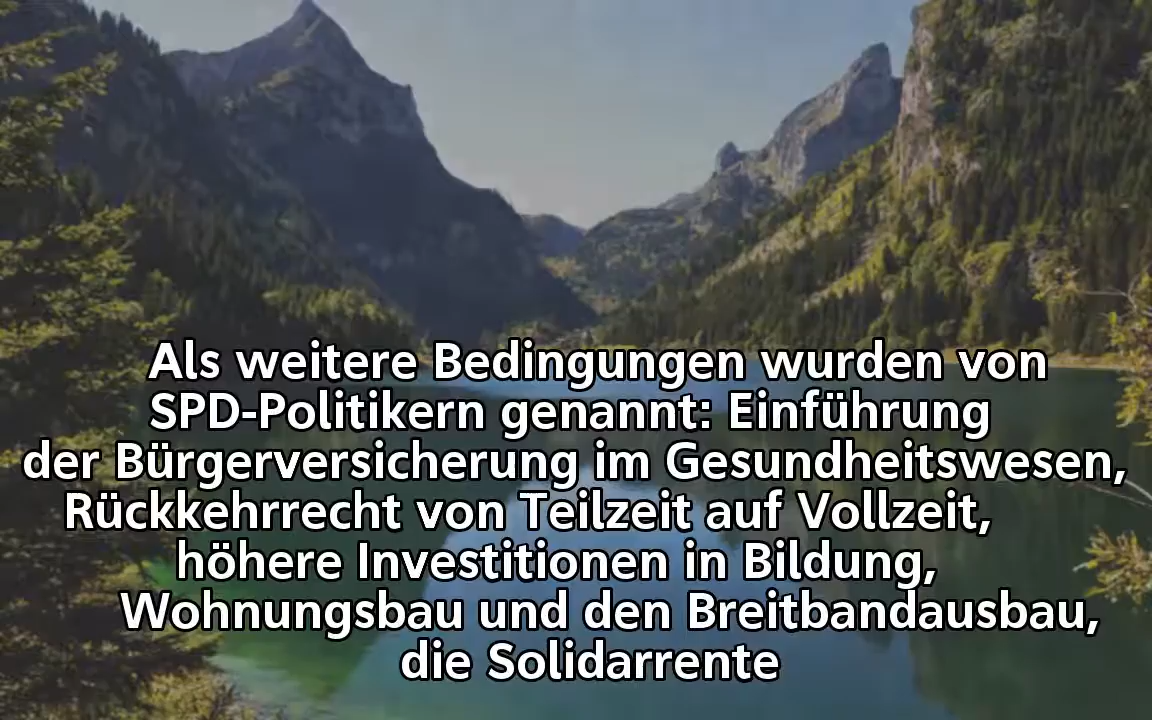 Als weitere Bedingungen wurden von
SPD-Politikern genannt: Einführung
der Bürgerversicherung im Gesundheitswesen,
Rückkehrrecht von Teilzeit auf Vollzeit,
höhere Investitionen in Bildung,
Wohnungsbau und den Breitbandausbau,
die Solidarrente